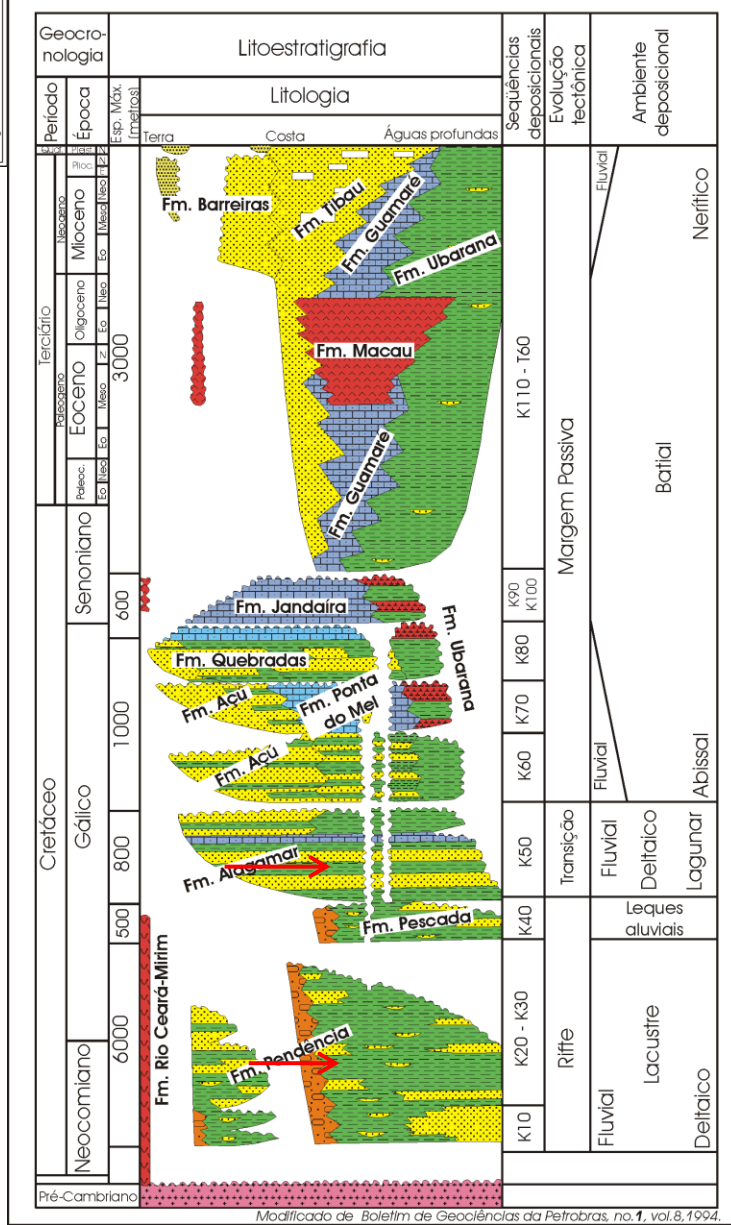 Geocro-
nologia
Litoestratigrafia
Período
Época
Esp. Máx.
(metros)
Litologia
Terra
Costa
Águas profundas
Seqüências
deposicionais
Evolução
tectônica
Ambiente
deposicional
Quat.
Pleist.
Terciário
Neogeno
Plioc.
Mioceno
Neo
Meso
Eo
Paleogeno
Oligoceno
Neo
Eo
Eoceno
N
Meso
Eo
Paleoc.
Neo
Eo
Cretáceo
Senoniano
Gálico
Neocomiano
Pré-Cambriano
3000
600
1000
800
500
6000
Fm. Barreiras
Fm. Tibau
Fm. Guamaré
Fm. Ubarana
Fm. Macau
Fm. Guamare
Fm. Jandaíra
Fm. Ubarana
Fm. Quebradas
Fm. Açu
Fm. Ponta
do Mel
Fm. Açú
Fm. Alagamar
Fm. Pescada
Fm. Rio Ceará-Mirim
Fm. Pendência
K110 - T60
K90
K100
K80
K70
K60
K50
K40
K20 - K30
K10
Margem Passiva
Transição
Rifte
Fluvial
Nerítico
Batial
Fluvial
Abissal
Fluvial
Deltaico
Lagunar
Leques
aluviais
Fluvial
Lacustre
Deltaico
Modificado de Boletim de Geociências da Petrobras, no.1, vol.8,1994.